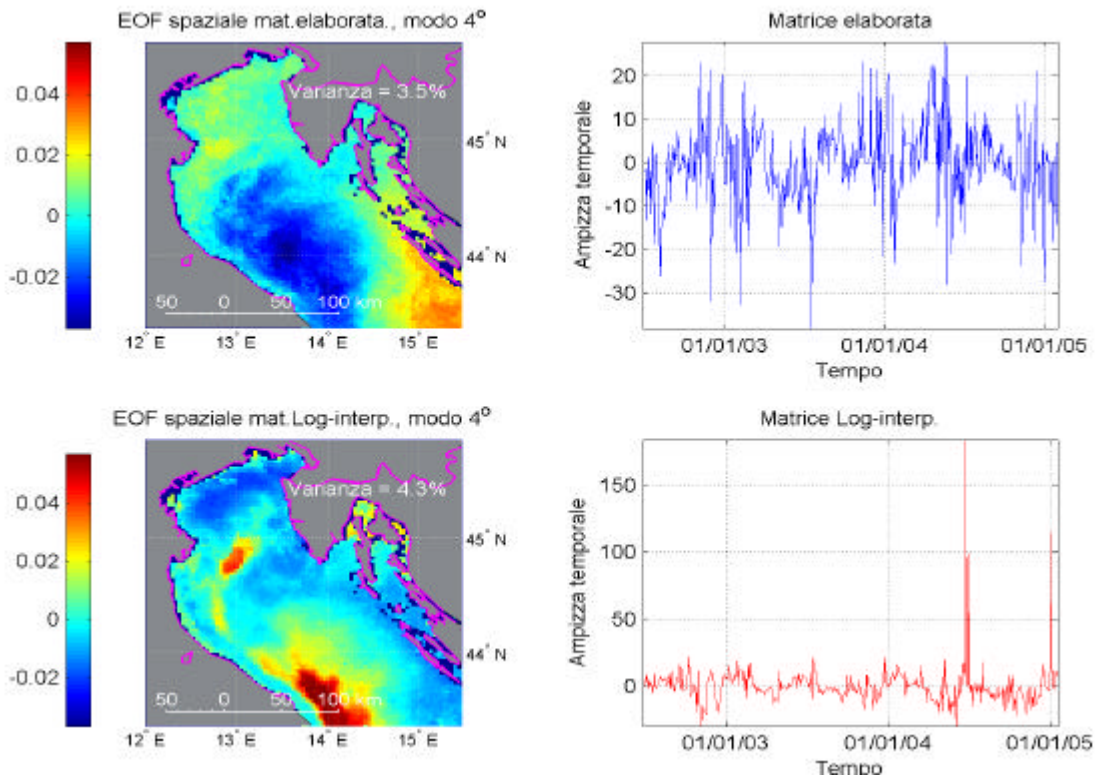 EOF spaziale mat.elaborata., modo 4°
0.04
0.02
0
-0.02
Varianza = 3.5%
45° N
44° N
50 0 50 100 km
12° E 13° E 14° E 15° E
Matrice elaborata
Ampizza temporale
20
10
0
-10
-20
-30
01/01/03 01/01/04 01/01/05
Tempo
EOF spaziale mat.Log-interp., modo 4°
0.04
0.02
0
-0.02
Varianza = 4.3%
45° N
44° N
50 0 50 100 km
12° E 13° E 14° E 15° E
Matrice Log-interp.
Ampizza temporale
150
100
50
0
01/01/03 01/01/04 01/01/05
Tempo